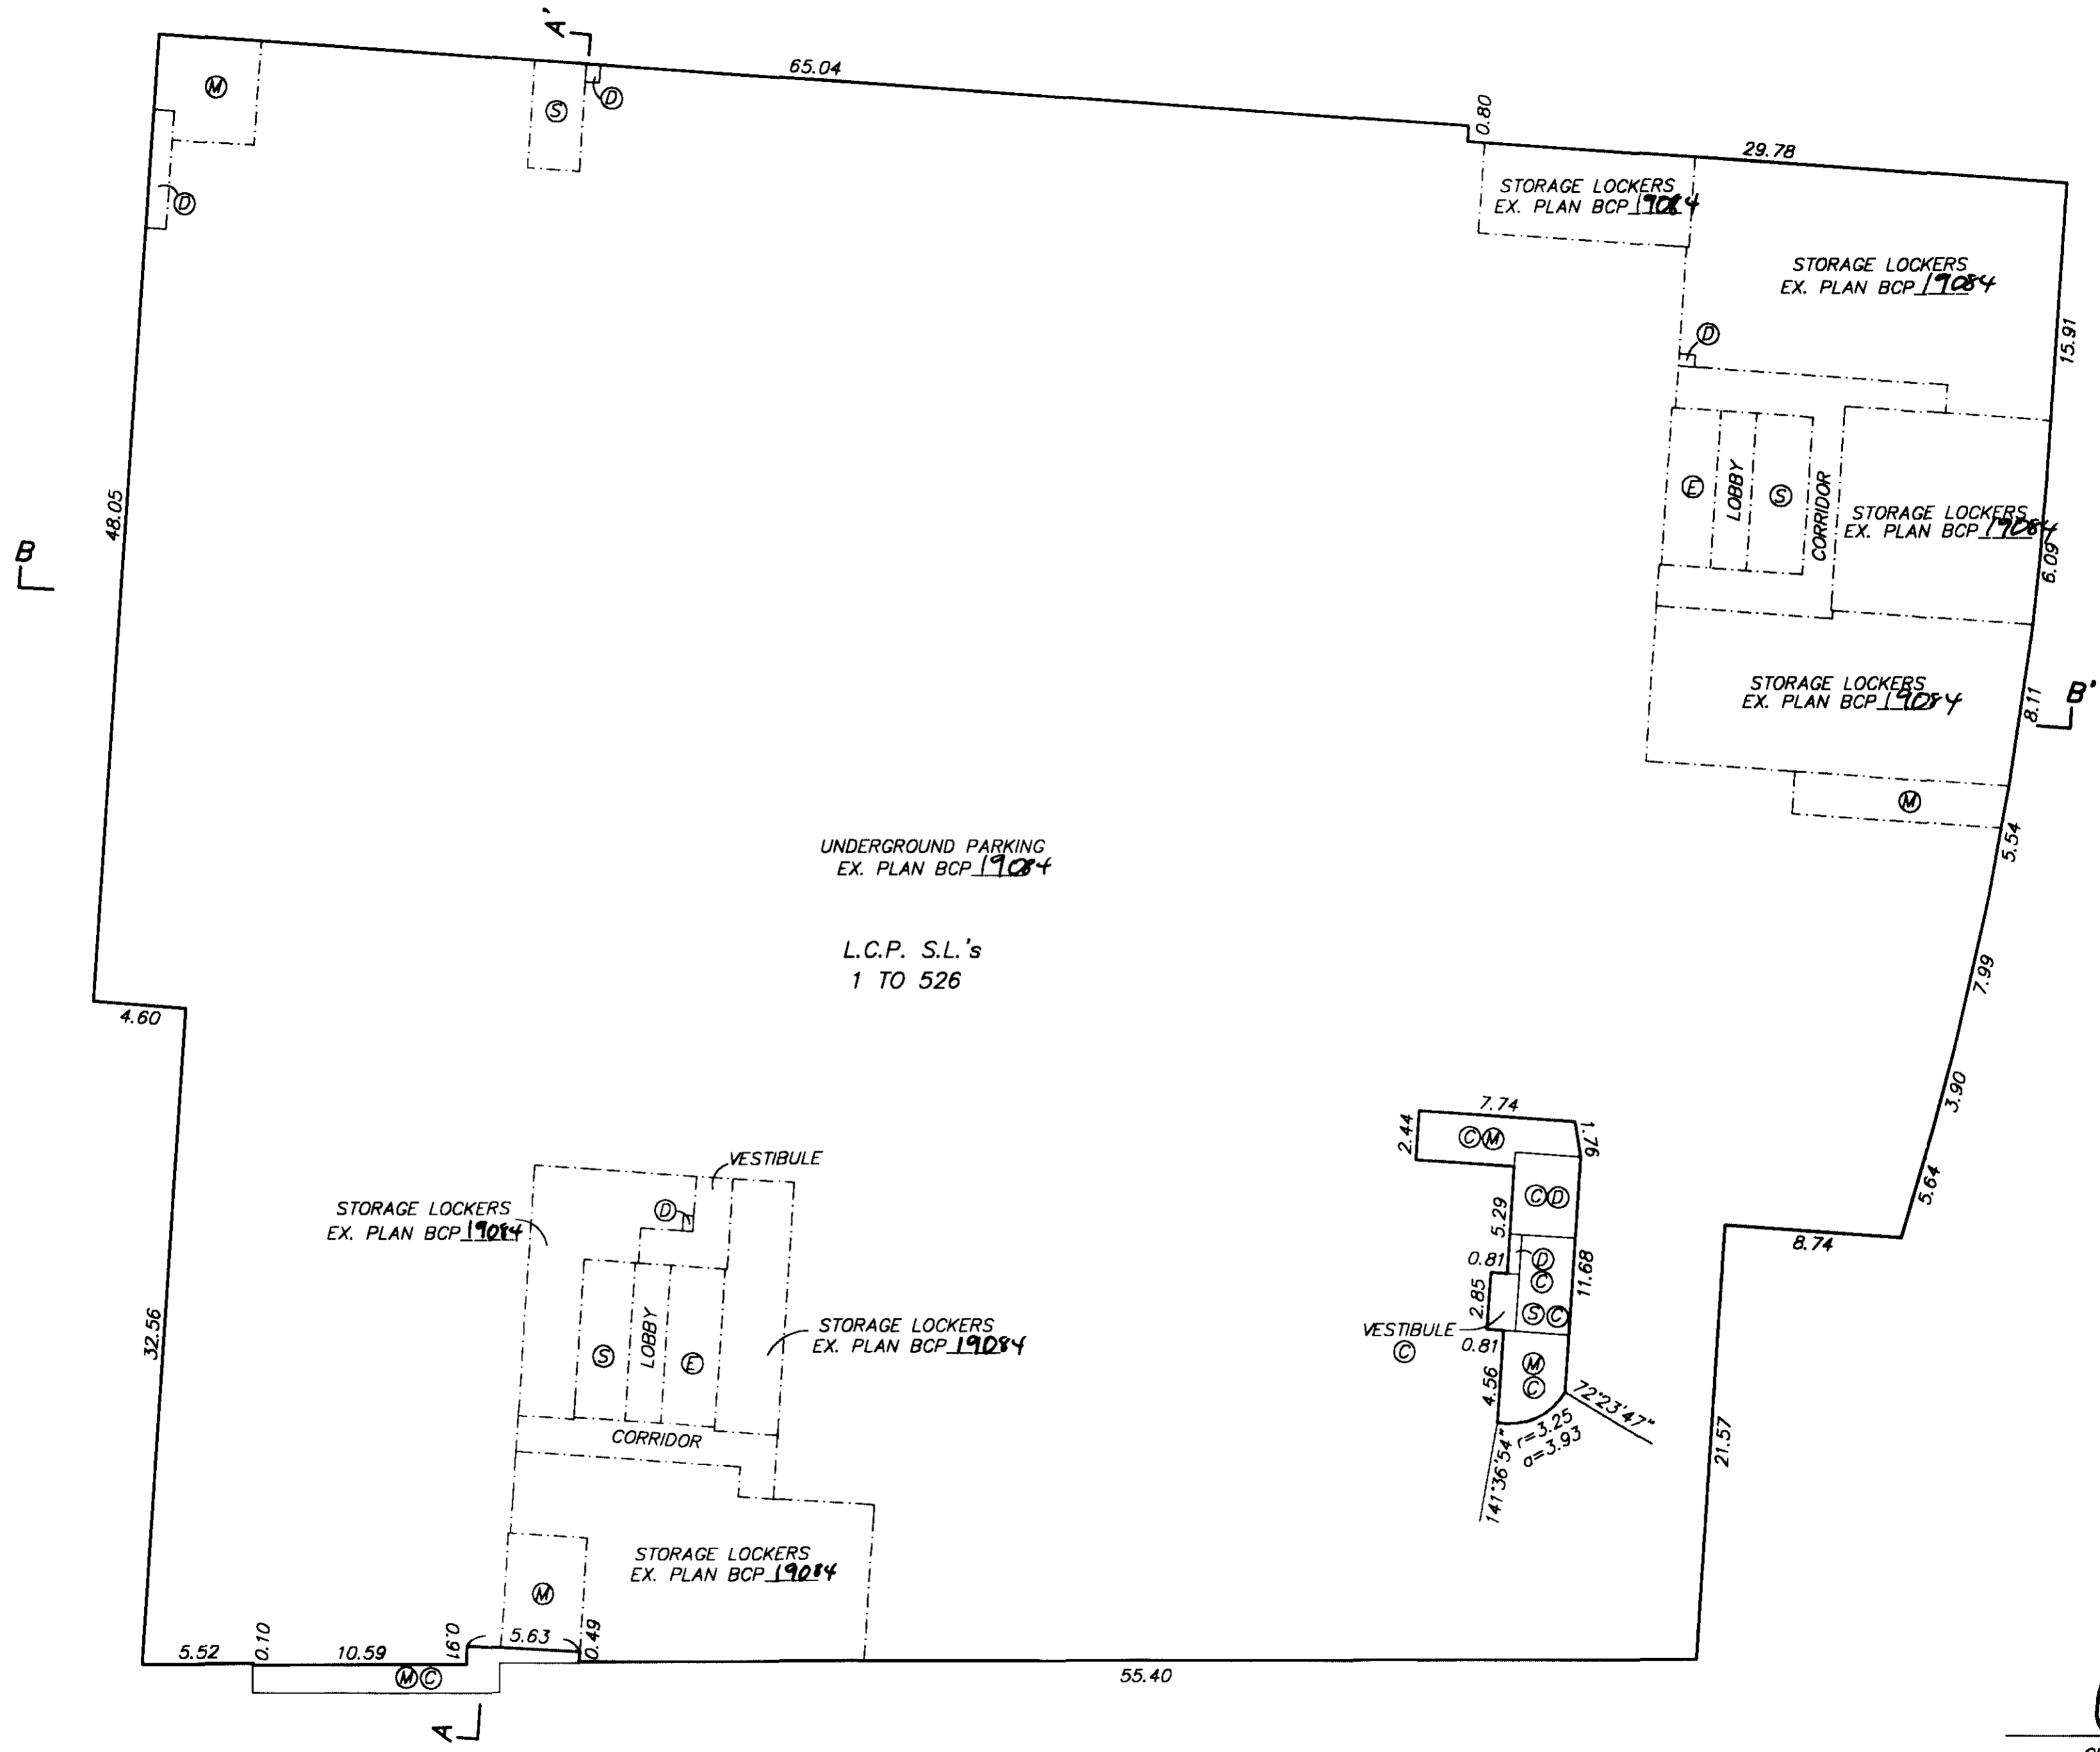 A'
65.04
0.80
29.78
M
S
D
D
STORAGE LOCKERS
EX. PLAN BCP 19084
STORAGE LOCKERS
EX. PLAN BCP 19084
15.91
D
48.05
B
E
LOBBY
S
CORRIDOR
STORAGE LOCKERS
EX. PLAN BCP 19084
6.09
STORAGE LOCKERS
EX. PLAN BCP 19084
8.11
B'
M
5.54
UNDERGROUND PARKING
EX. PLAN BCP 19084
L.C.P. S.L.'s
1 TO 526
7.99
4.60
3.90
7.74
2.44
C M
1.76
VESTIBULE
D
STORAGE LOCKERS
EX. PLAN BCP 19084
C D
5.29
5.64
8.74
0.81
D
C
11.68
2.85
S C
VESTIBULE
C
0.81
32.56
S
LOBBY
E
STORAGE LOCKERS
EX. PLAN BCP 19084
M
C
4.56
72°23'47"
r=3.25
a=3.93
141°36'54"
21.57
CORRIDOR
STORAGE LOCKERS
EX. PLAN BCP 19084
M
5.52
0.10
10.59
0.91
5.63
0.49
M C
55.40
A